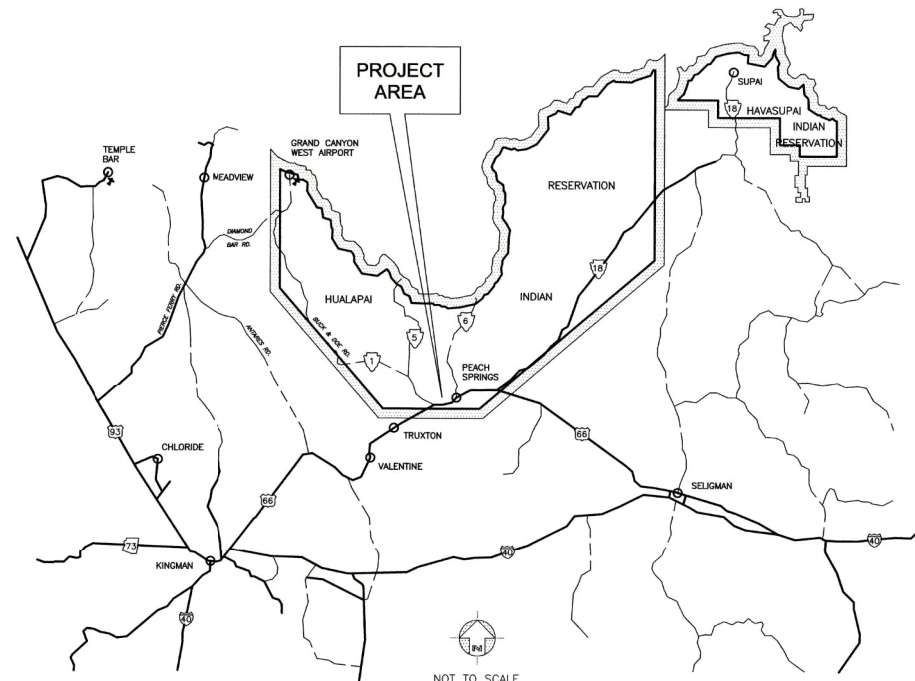 PROJECT
AREA
SUPAI
18
HAVASUPAI
INDIAN
RESERVATION
TEMPLE
BAR
MEADVIEW
GRAND CANYON
WEST AIRPORT
RESERVATION
DIAMOND
BAR RD.
18
PIERCE FERRY RD.
ANTARES RD.
HUALAPAI
BUCK & DOE RD.
INDIAN
5
6
1
PEACH
SPRINGS
93
TRUXTON
66
CHLORIDE
VALENTINE
66
SELIGMAN
73
KINGMAN
40
40
40
N
NOT TO SCALE